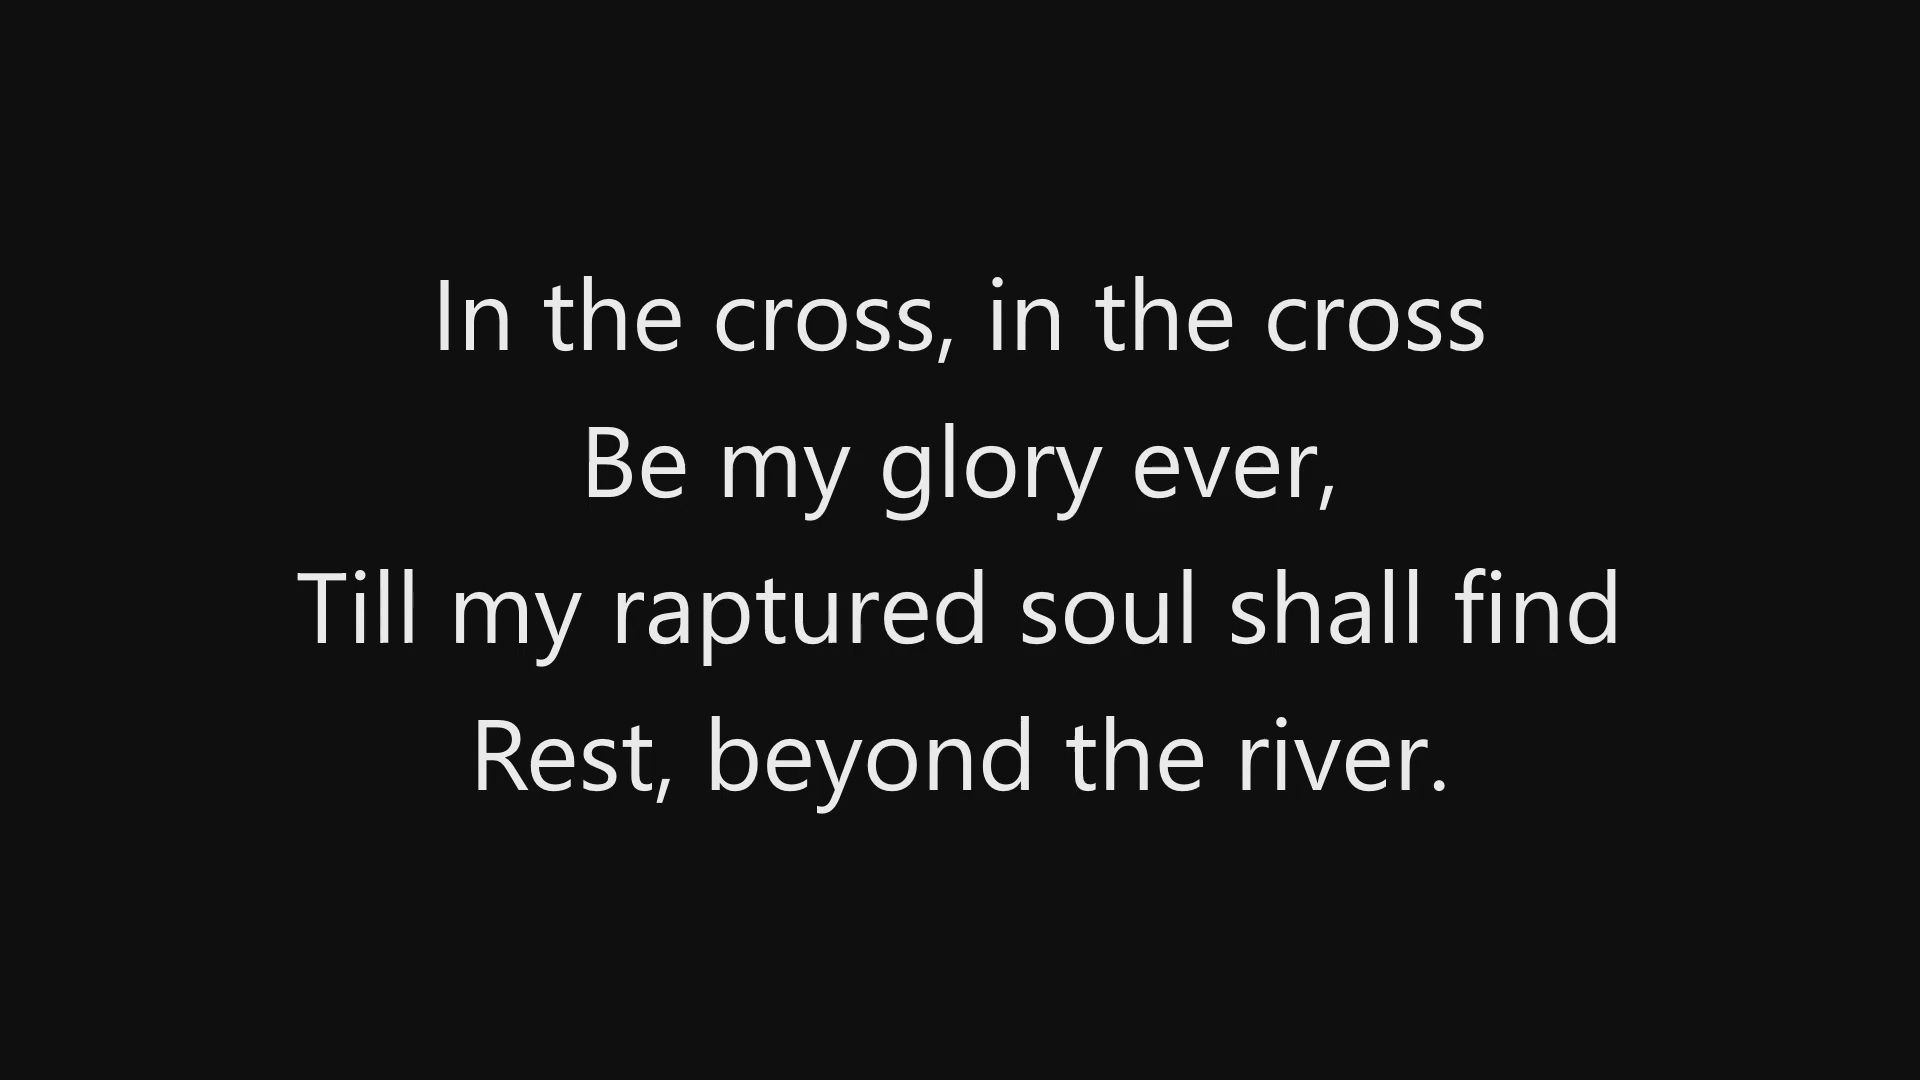 In the cross, in the cross
Be my glory ever,
Till my raptured soul shall find
Rest, beyond the river.